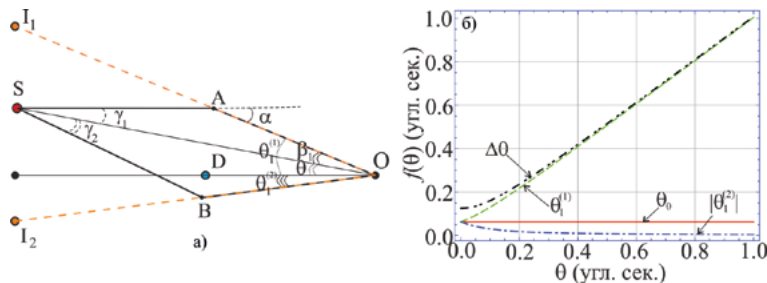 I₁
S
A
γ₁
α
γ₂
θ₁⁽¹⁾
β₁
D
θ
O
θ₁⁽²⁾
B
I₂
а)
б)
f(θ) (угл. сек.)
1.0
0.8
0.6
0.4
0.2
0.0
Δθ
θ₁⁽¹⁾
θ₀
|θ₁⁽²⁾|
0.0 0.2 0.4 0.6 0.8 1.0
θ (угл. сек.)